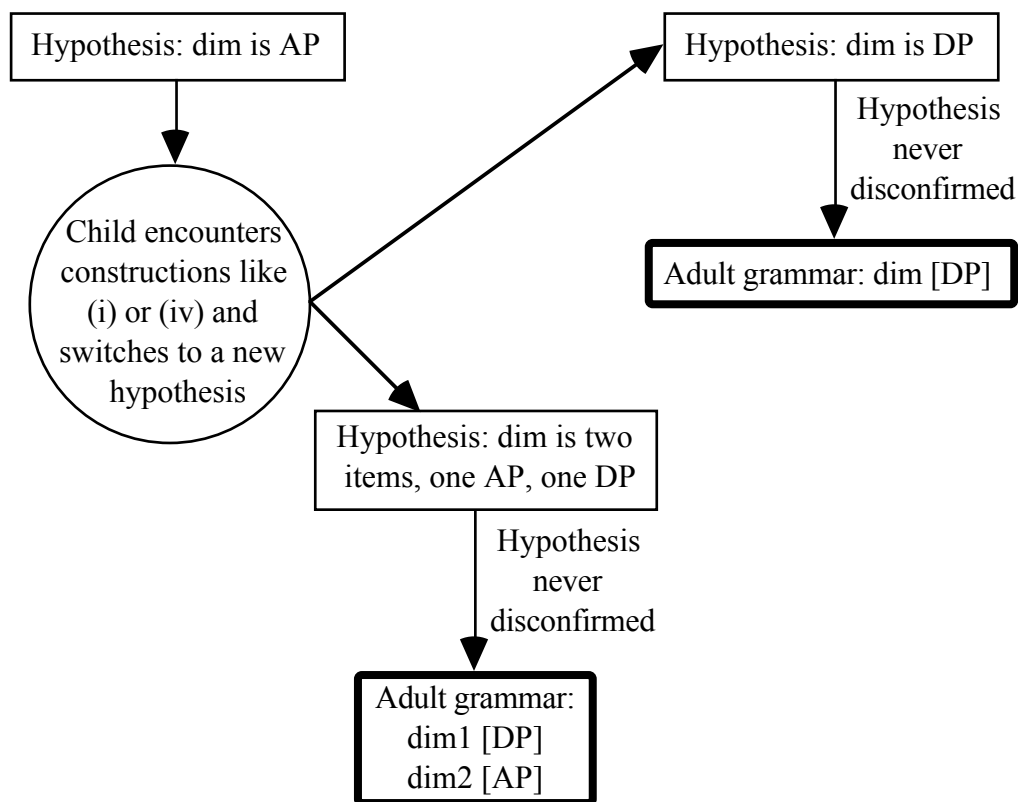 Hypothesis: dim is AP
Hypothesis: dim is DP
Hypothesis
never
disconfirmed
Child encounters
constructions like
(i) or (iv) and
switches to a new
hypothesis
Adult grammar: dim [DP]
Hypothesis: dim is two
items, one AP, one DP
Hypothesis
never
disconfirmed
Adult grammar:
dim1 [DP]
dim2 [AP]